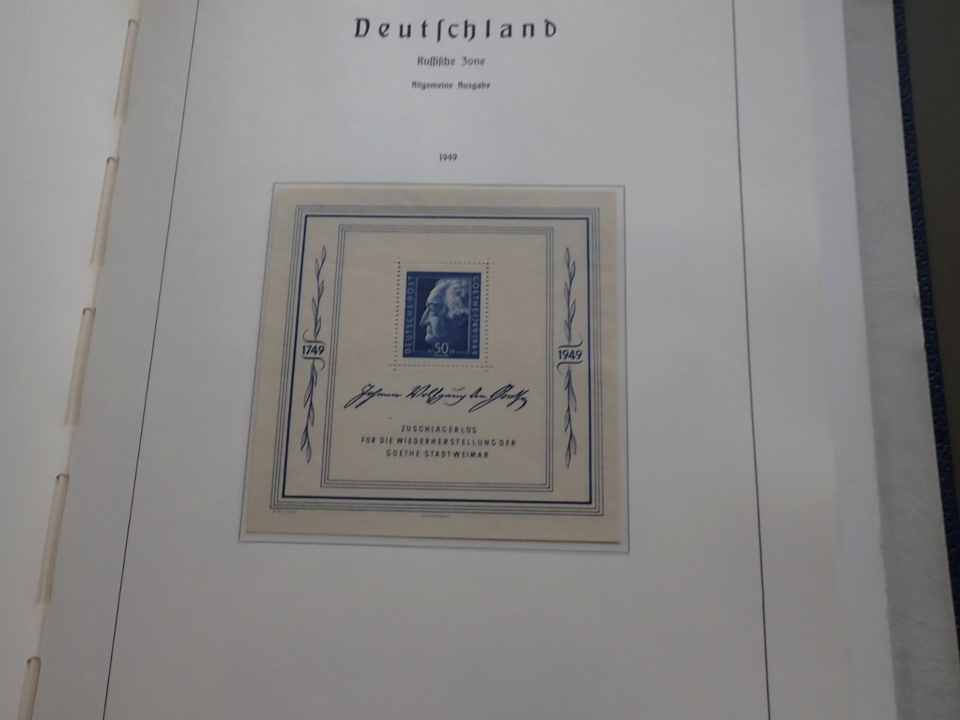 Deutſchland
Ruſſiſche Zone
Allgemeine Ausgabe
1949
DEUTSCHE POST
50
1749
1949
Johann Wolfgang von Goethe
ZUSCHLAGERLÖS
FÜR DIE WIEDERHERSTELLUNG DER
GOETHE-STADT WEIMAR